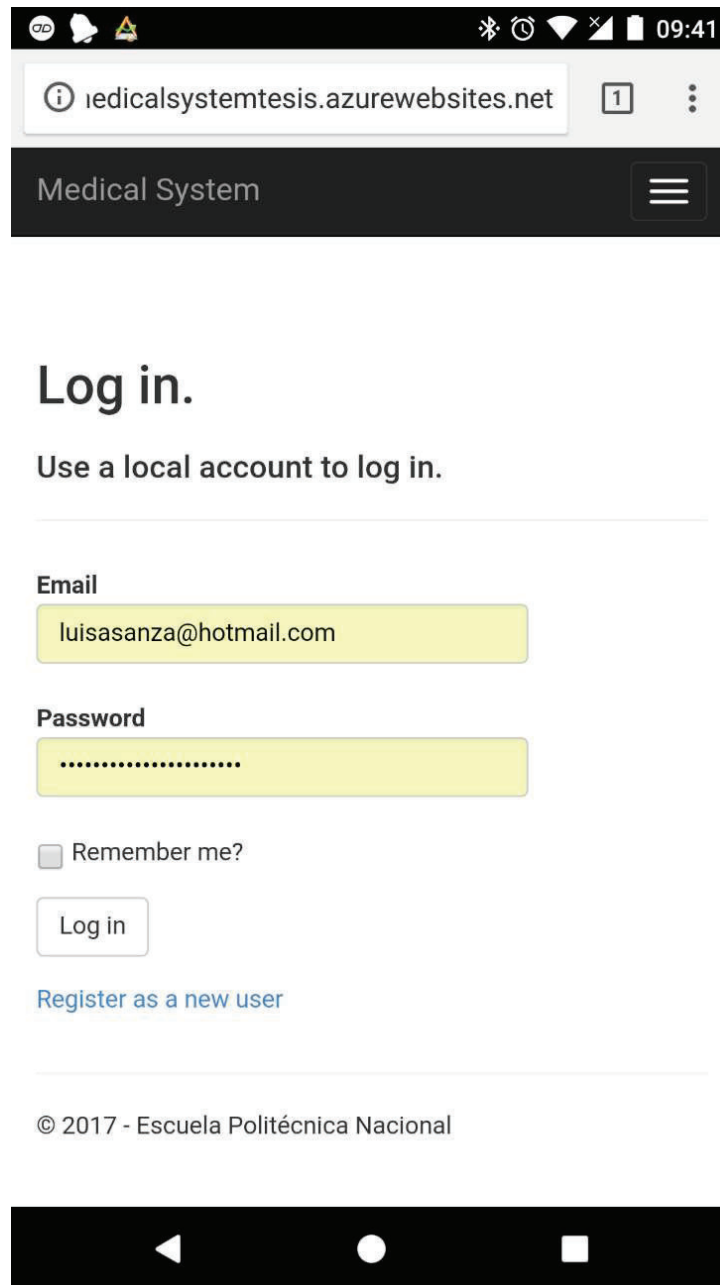 09:41
iedicalsystemtesis.azurewebsites.net 1
Medical System
Log in.
Use a local account to log in.
Email
luisasanza@hotmail.com
Password
••••••••••••••••••••••
Remember me?
Log in
Register as a new user
© 2017 - Escuela Politécnica Nacional